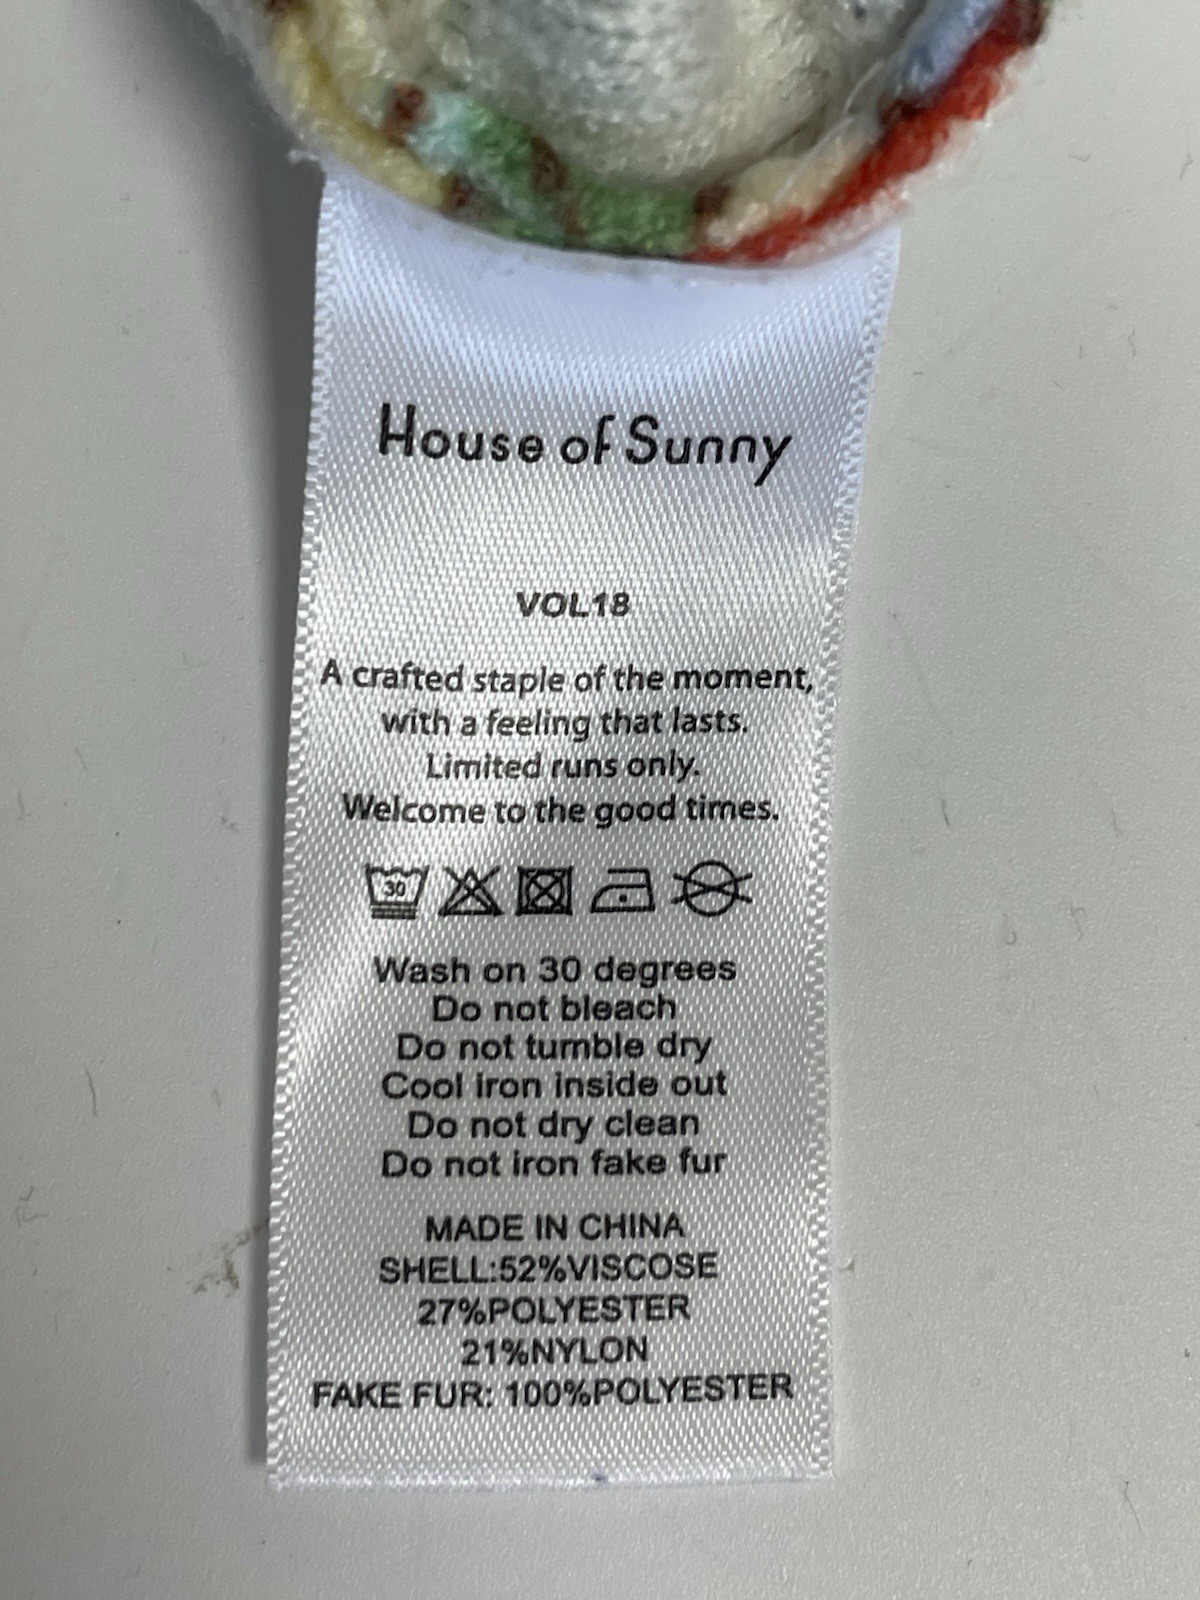 House of Sunny
VOL18
A crafted staple of the moment,
with a feeling that lasts.
Limited runs only.
Welcome to the good times.
30
Wash on 30 degrees
Do not bleach
Do not tumble dry
Cool iron inside out
Do not dry clean
Do not iron fake fur
MADE IN CHINA
SHELL:52%VISCOSE
27%POLYESTER
21%NYLON
FAKE FUR: 100%POLYESTER